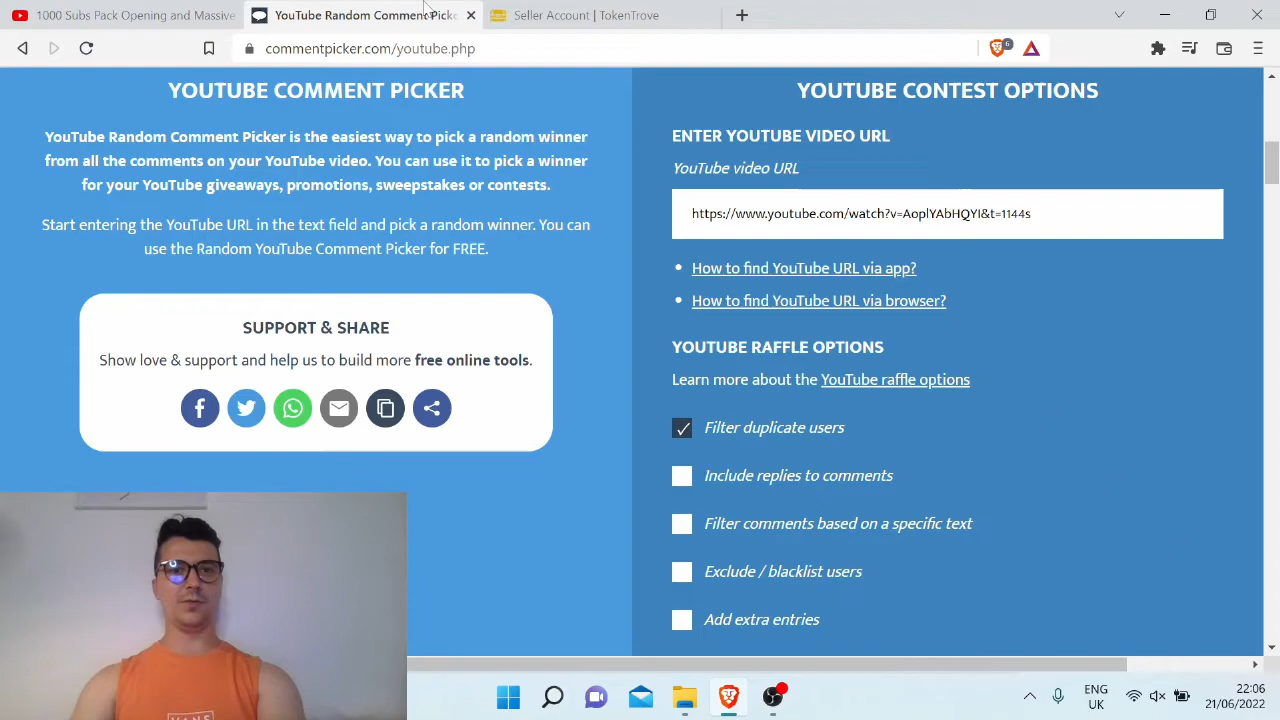 1000 Subs Pack Opening and Massive
YouTube Random Comment Picke
Seller Account | TokenTrove
commentpicker.com/youtube.php
6
YOUTUBE COMMENT PICKER
YouTube Random Comment Picker is the easiest way to pick a random winner
from all the comments on your YouTube video. You can use it to pick a winner
for your YouTube giveaways, promotions, sweepstakes or contests.
Start entering the YouTube URL in the text field and pick a random winner. You can
use the Random YouTube Comment Picker for FREE.
SUPPORT & SHARE
Show love & support and help us to build more free online tools.
YOUTUBE CONTEST OPTIONS
ENTER YOUTUBE VIDEO URL
YouTube video URL
https://www.youtube.com/watch?v=AoplYAbHQYI&t=1144s
How to find YouTube URL via app?
How to find YouTube URL via browser?
YOUTUBE RAFFLE OPTIONS
Learn more about the YouTube raffle options
Filter duplicate users
Include replies to comments
Filter comments based on a specific text
Exclude / blacklist users
Add extra entries
VANS
ENG
UK
22:06
21/06/2022